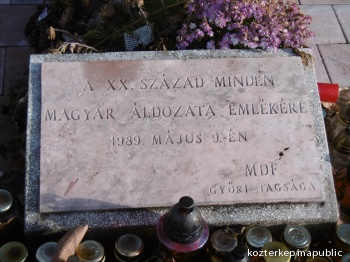 A XX. SZÁZAD MINDEN
MAGYAR ÁLDOZATA EMLÉKÉRE
1989. MÁJUS 9.-ÉN
MDF
GYŐRI TAGSÁGA
kozterkep/mapublic